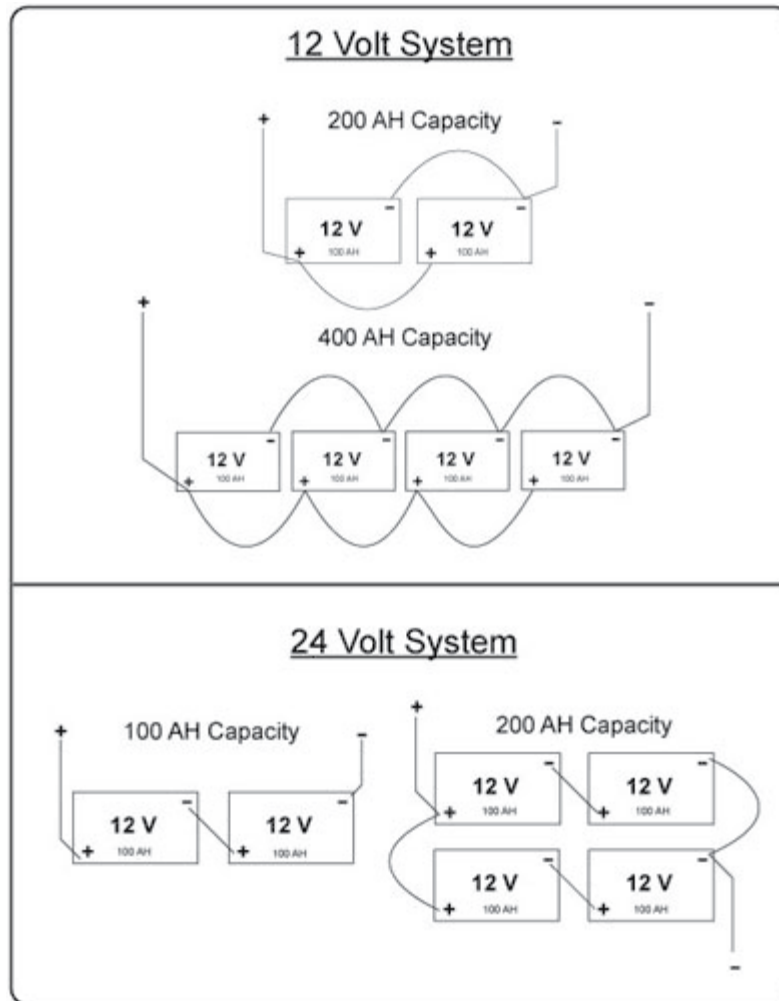 12 Volt System
+ 200 AH Capacity -
- -
12 V 12 V
+ 100 AH + 100 AH
+ -
400 AH Capacity
- - - -
12 V 12 V 12 V 12 V
+ 100 AH + 100 AH + 100 AH + 100 AH
24 Volt System
+ 100 AH Capacity -
- -
12 V 12 V
+ 100 AH + 100 AH
+ 200 AH Capacity
- -
12 V 12 V
+ 100 AH + 100 AH
- -
12 V 12 V
+ 100 AH + 100 AH
-